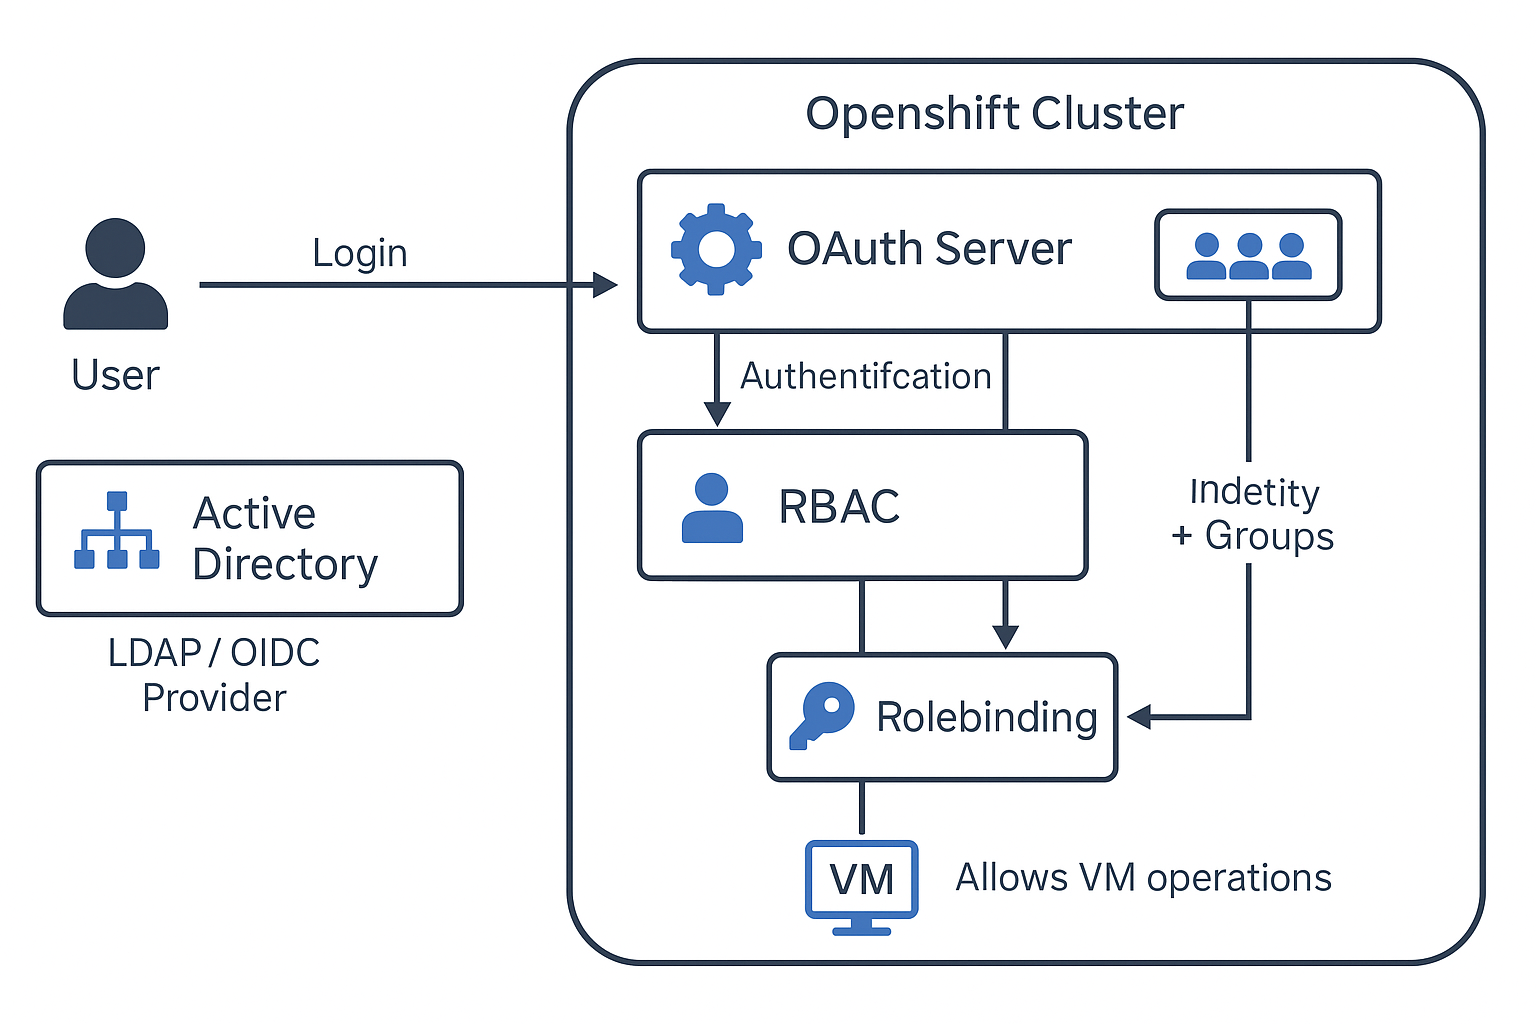 Openshift Cluster
Login
OAuth Server
User
Authentifcation
Active
Directory
RBAC
Indetity
+ Groups
LDAP / OIDC
Provider
Rolebinding
VM
Allows VM operations